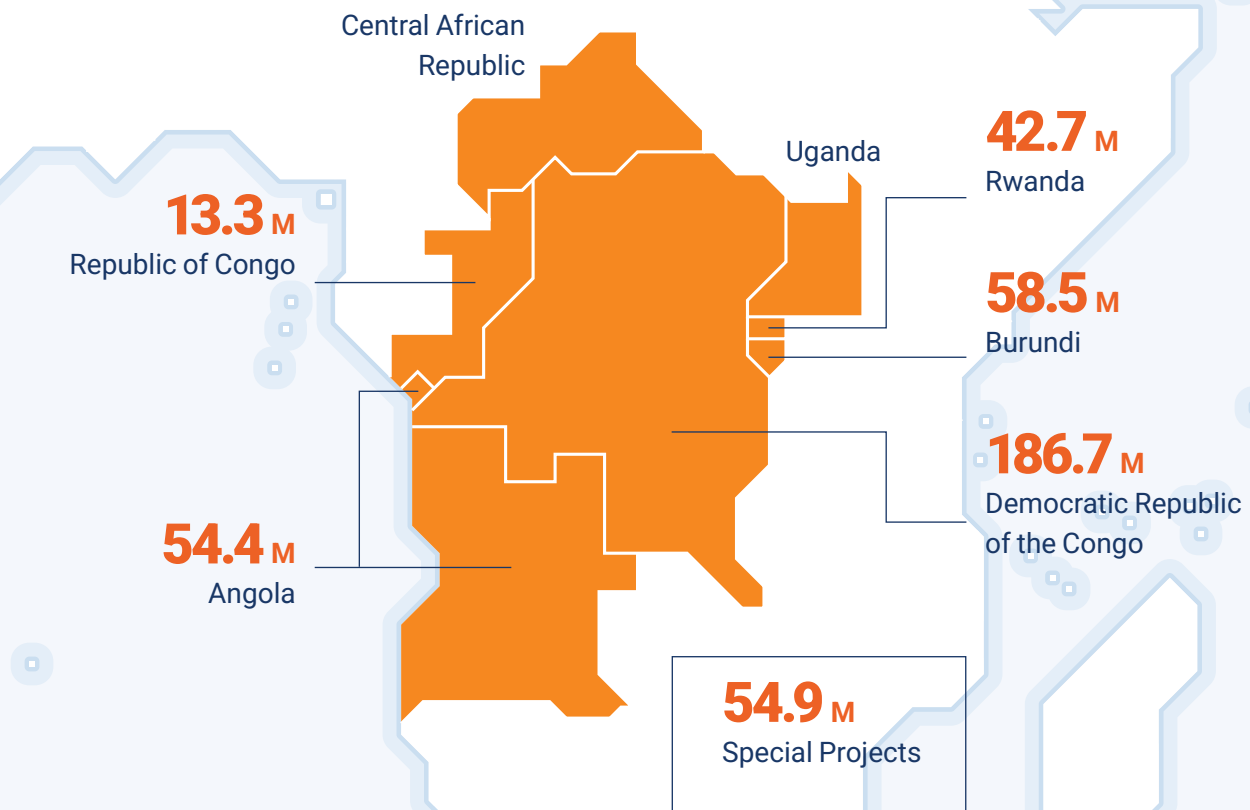 Central African
Republic
Uganda
42.7 M
Rwanda
13.3 M
Republic of Congo
58.5 M
Burundi
186.7 M
Democratic Republic
of the Congo
54.4 M
Angola
54.9 M
Special Projects